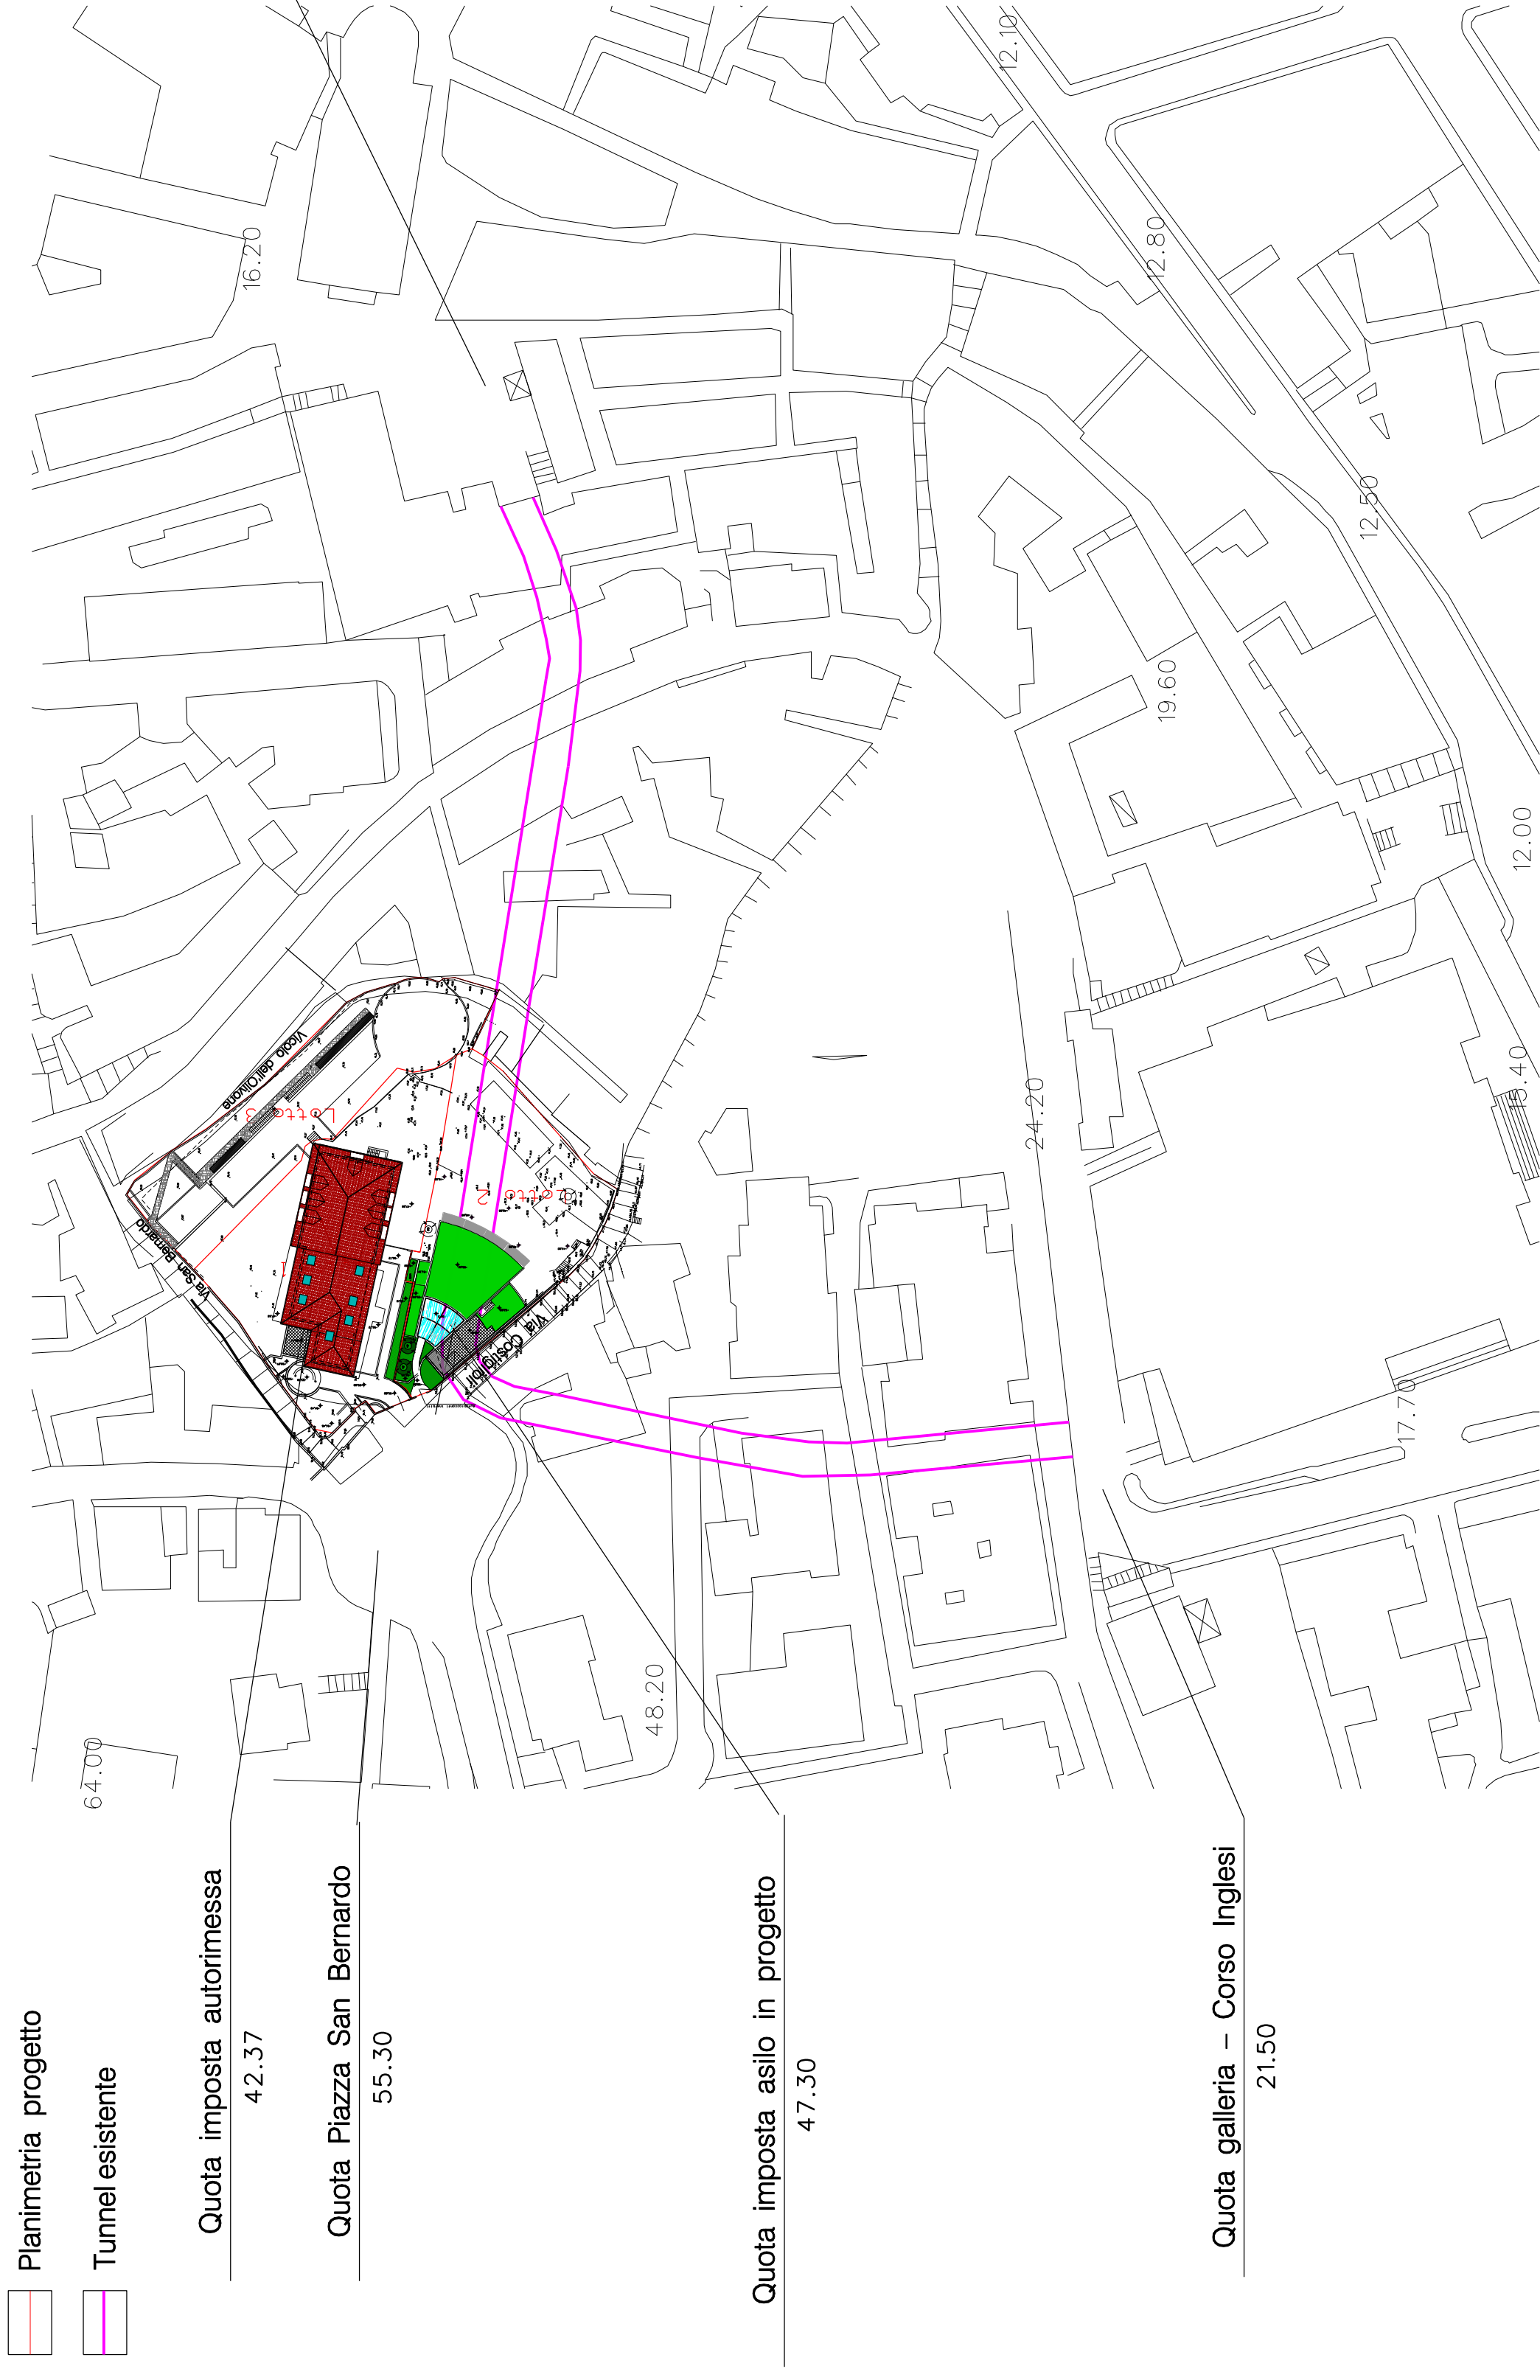 Planimetria progetto
Tunnel esistente
Quota imposta autorimessa
42.37
Quota Piazza San Bernardo
55.30
Quota imposta asilo in progetto
47.30
Quota galleria – Corso Inglesi
21.50
64.00
48.20
16.20
12.10
12.80
12.50
19.60
12.00
24.20
15.40
17.70
Vicolo dell'Olivone
Via San Bernardo
Via Costiglioli
Lotto 3
Lotto 2
1